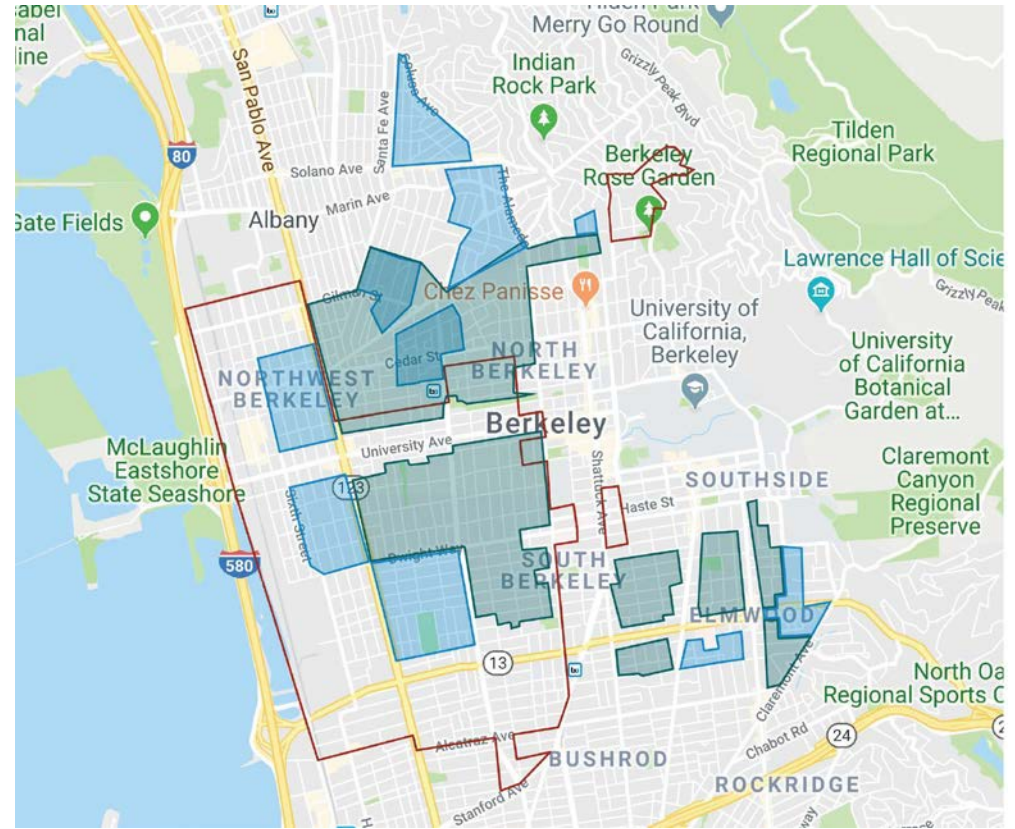 Merry Go Round
Indian
Rock Park
Grizzly Peak Blvd
Colusa Ave
San Pablo Ave
Santa Fe Ave
Tilden
Regional Park
80
Solano Ave
Berkeley
Rose Garden
Marin Ave
The Alameda
Gate Fields
Albany
Lawrence Hall of Scie
Grizzly Peak
Gilman St
Chez Panisse
University of
California,
Berkeley
University
of California
Botanical
Garden at...
Cedar St
NORTH
BERKELEY
NORTHWEST
BERKELEY
Berkeley
McLaughlin
Eastshore
State Seashore
University Ave
Shattuck Ave
SOUTHSIDE
Claremont
Canyon
Regional
Preserve
123
Sixth Street
Haste St
Dwight Way
SOUTH
BERKELEY
580
ELMWOOD
13
Claremont Ave
North Oa
Regional Sports C
Alcatraz Ave
24
Chabot Rd
BUSHROD
ROCKRIDGE
Stanford Ave